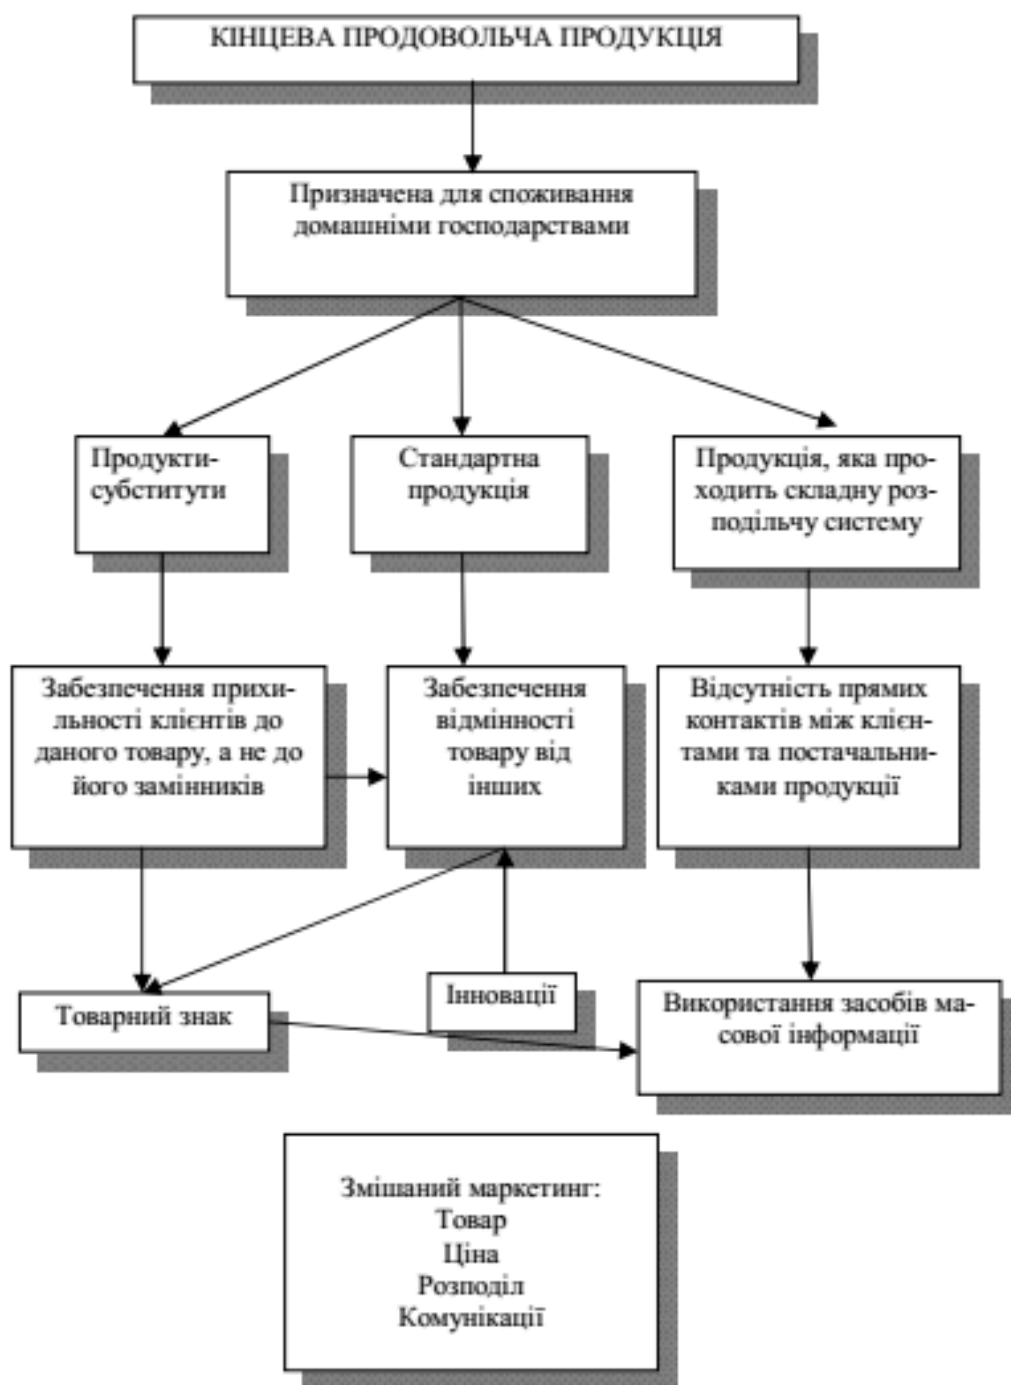 КІНЦЕВА ПРОДОВОЛЬЧА ПРОДУКЦІЯ
Призначена для споживання
домашніми господарствами
Продукти-
субститути
Стандартна
продукція
Продукція, яка про-
ходить складну роз-
подільчу систему
Забезпечення прихи-
льності клієнтів до
даного товару, а не до
його замінників
Забезпечення
відмінності
товару від
інших
Відсутність прямих
контактів між клієн-
тами та постачальни-
ками продукції
Товарний знак
Інновації
Використання засобів ма-
сової інформації
Змішаний маркетинг:
Товар
Ціна
Розподіл
Комунікації